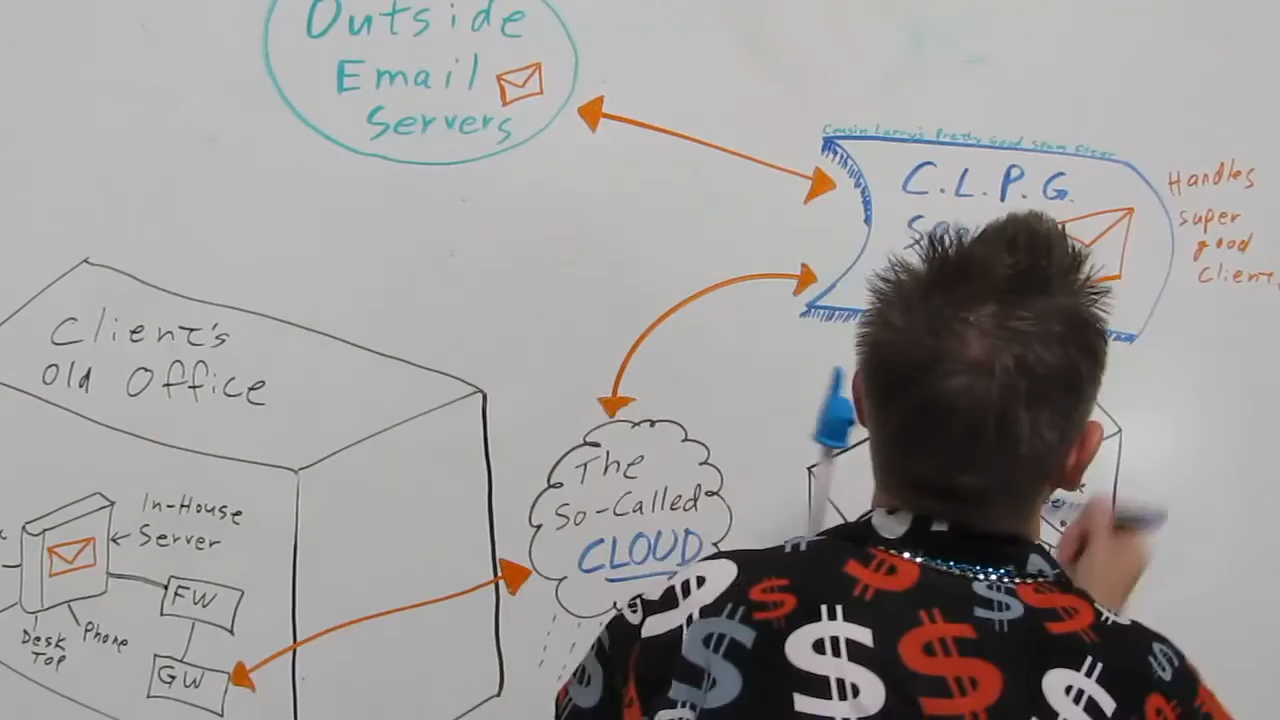 Outside
Email
Servers
Cousin Larry's Pretty Good Spam Filter
C.L.P.G.
Handles
super
good
Client
Client's
Old Office
The
So-Called
CLOUD
In-House
Server
FW
GW
Desk
Top
Phone